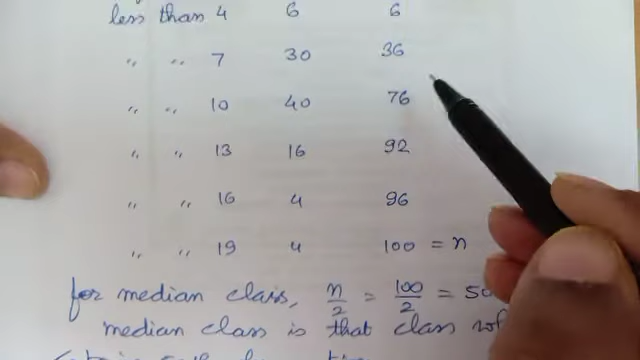 less than 4 6 6
" " 7 30 36
" " 10 40 76
" " 13 16 92
" " 16 4 96
" " 19 4 100 = n
for median class, n/2 = 100/2 = 50
median class is that class